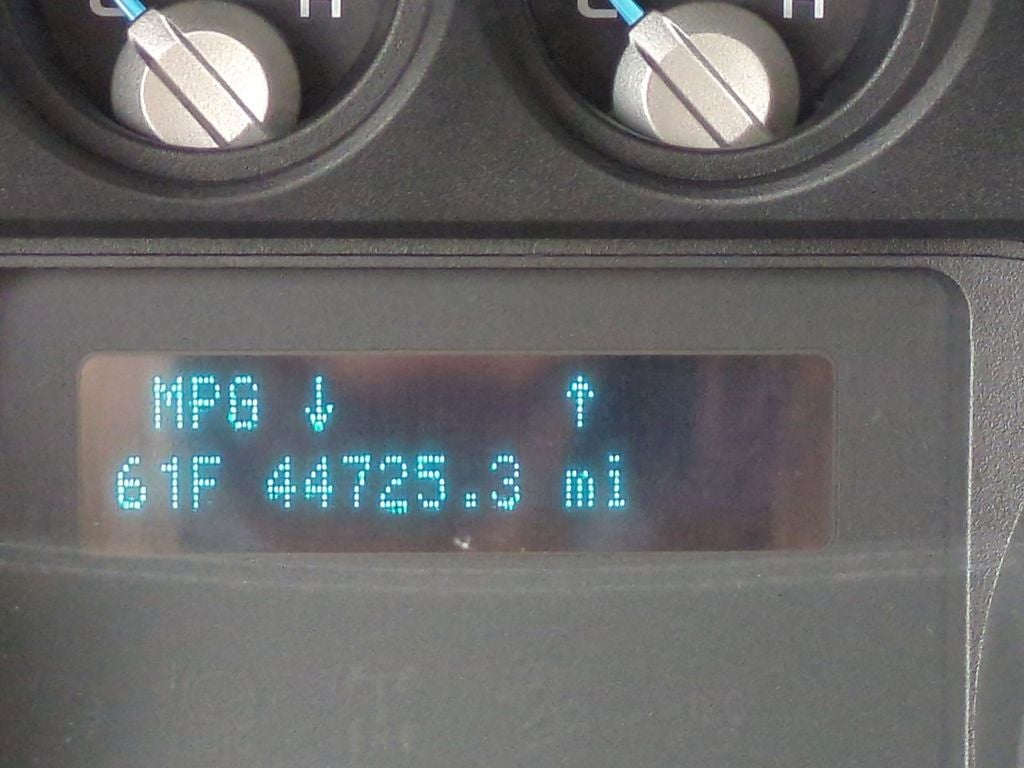 C H C H
MPG ↓ ↑
61F 44725.3 mi